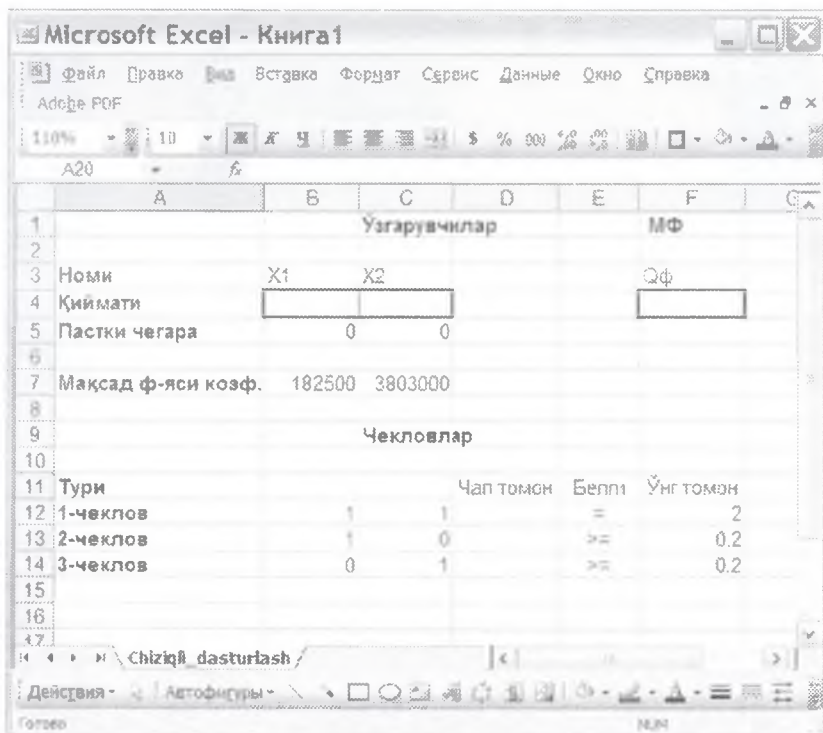 Microsoft Excel - Книга1
Файл Правка Вид Вставка Формат Сервис Данные Окно Справка
Adobe PDF
110% 10 Ж К Ч $ % 000
A20 fx
A B C D E F G
1 Ўзгарувчилар МФ
2
3 Номи X1 X2 Qф
4 Қиймати
5 Пастки чегара 0 0
6
7 Мақсад ф-яси коэф. 182500 3803000
8
9 Чекловлар
10
11 Тури Чап томон Ўнг томон
12 1-чеклов 1 1 = 2
13 2-чеклов 1 0 >= 0.2
14 3-чеклов 0 1 >= 0.2
15
16
17
Chiziqli_dasturlash
Действия Автофигуры
Готово NUM